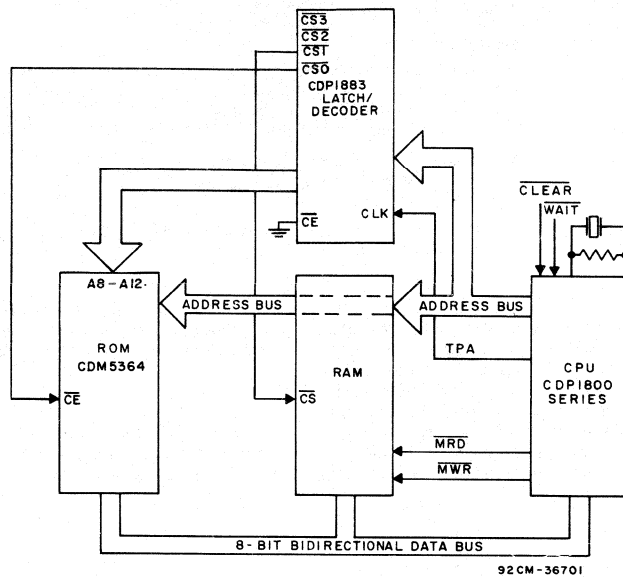 CS3
CS2
CS1
CS0
CDP1883
LATCH/
DECODER
CE
CLK
CLEAR
WAIT
A8-A12.
ADDRESS BUS
ADDRESS BUS
ROM
CDM5364
RAM
TPA
CPU
CDP1800
SERIES
CE
CS
MRD
MWR
8-BIT BIDIRECTIONAL DATA BUS
92CM-36701